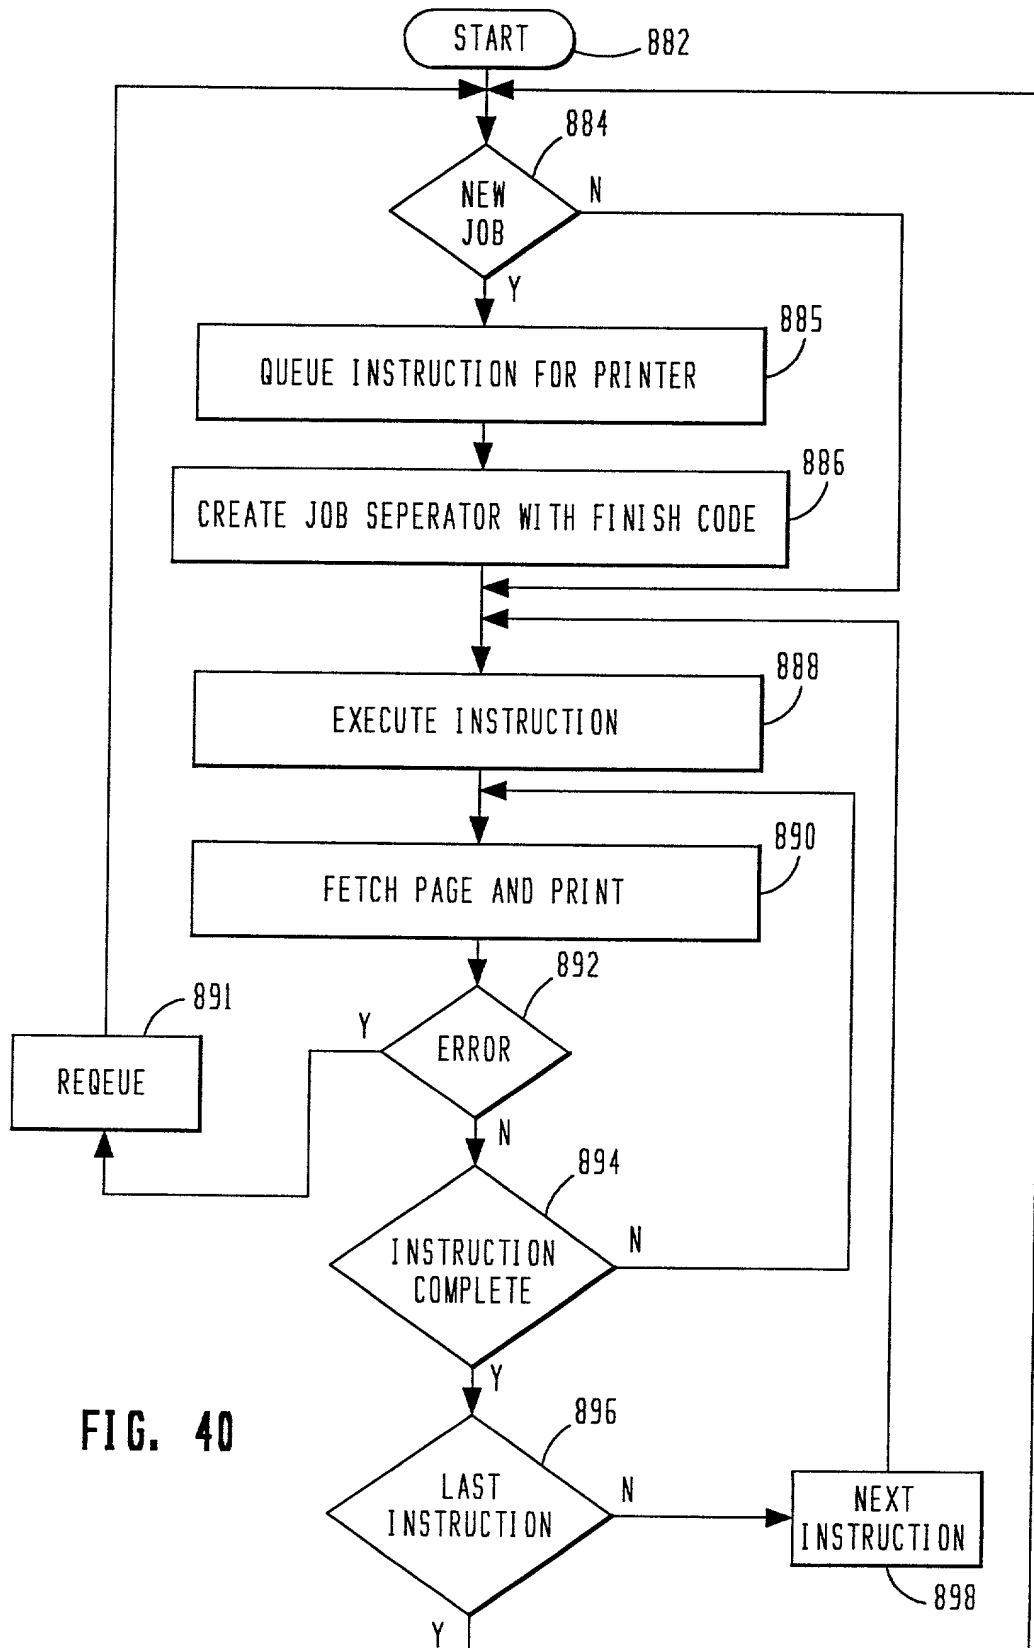 START
882
884
NEW
JOB
N
Y
885
QUEUE INSTRUCTION FOR PRINTER
886
CREATE JOB SEPERATOR WITH FINISH CODE
888
EXECUTE INSTRUCTION
890
FETCH PAGE AND PRINT
892
891
Y
ERROR
REQEUE
N
894
INSTRUCTION
COMPLETE
N
Y
FIG. 40
896
LAST
INSTRUCTION
N
NEXT
INSTRUCTION
898
Y